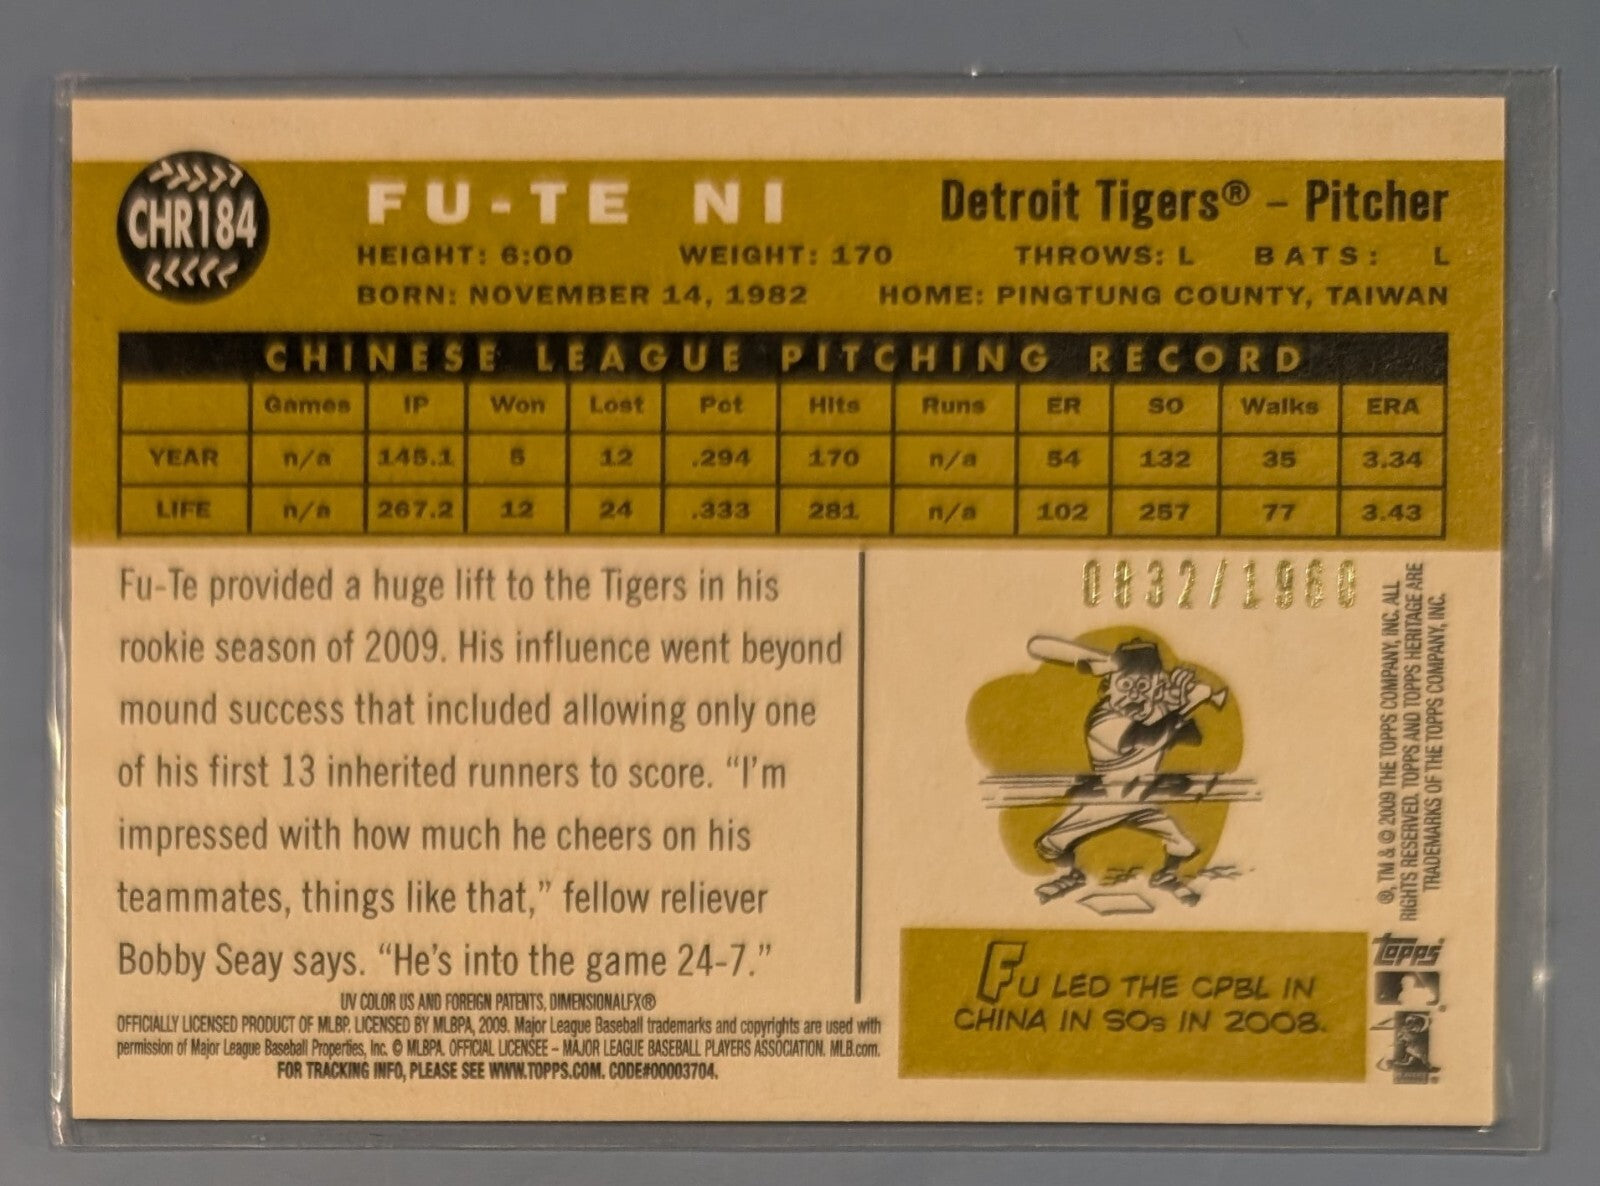 CHR184
FU-TE NI
Detroit Tigers® – Pitcher
HEIGHT: 6:00 WEIGHT: 170 THROWS: L BATS: L
BORN: NOVEMBER 14, 1982 HOME: PINGTUNG COUNTY, TAIWAN
CHINESE LEAGUE PITCHING RECORD
Games IP Won Lost Pct Hits Runs ER SO Walks ERA
YEAR n/a 145.1 5 12 .294 170 n/a 54 132 35 3.34
LIFE n/a 267.2 12 24 .333 281 n/a 102 257 77 3.43
Fu-Te provided a huge lift to the Tigers in his
rookie season of 2009. His influence went beyond
mound success that included allowing only one
of his first 13 inherited runners to score. “I’m
impressed with how much he cheers on his
teammates, things like that,” fellow reliever
Bobby Seay says. “He’s into the game 24-7.”
UV COLOR US AND FOREIGN PATENTS, DIMENSIONALFX®
OFFICIALLY LICENSED PRODUCT OF MLBP. LICENSED BY MLBPA, 2009. Major League Baseball trademarks and copyrights are used with
permission of Major League Baseball Properties, Inc. © MLBPA. OFFICIAL LICENSEE – MAJOR LEAGUE BASEBALL PLAYERS ASSOCIATION. MLB.com.
FOR TRACKING INFO, PLEASE SEE WWW.TOPPS.COM. CODE#00003704.
0832/1960
FU LED THE CPBL IN
CHINA IN SOs IN 2008.
®, TM & © 2009 THE TOPPS COMPANY, INC. ALL
RIGHTS RESERVED. TOPPS AND TOPPS HERITAGE ARE
TRADEMARKS OF THE TOPPS COMPANY, INC.
TOPPS